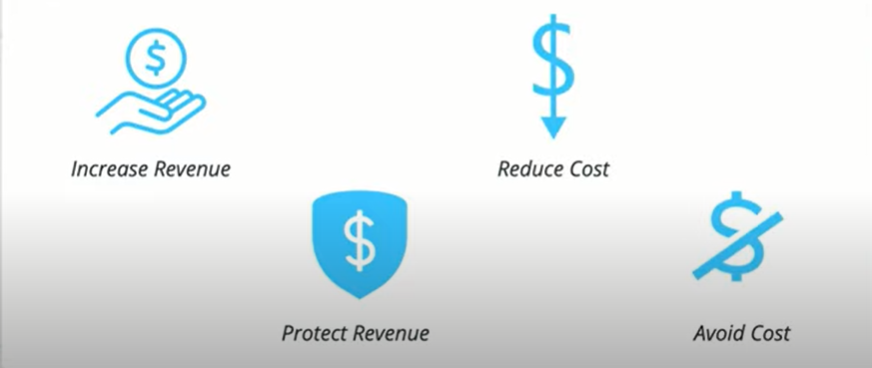 Increase Revenue
Reduce Cost
Protect Revenue
Avoid Cost